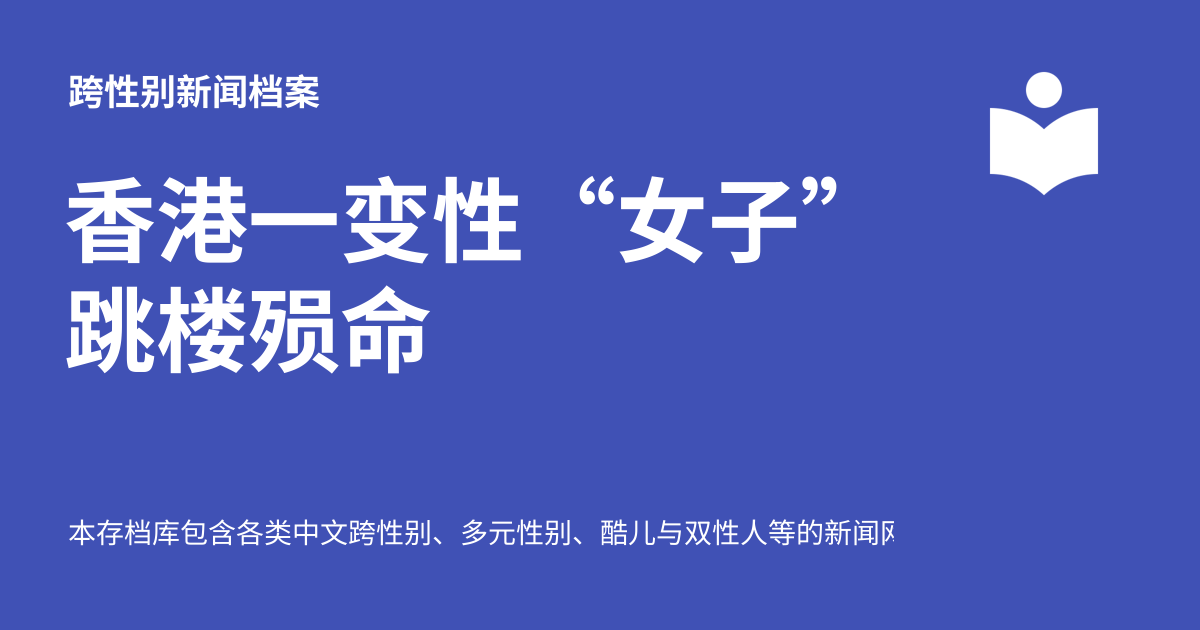 跨性别新闻档案
香港一变性“女子”
跳楼殒命
本存档库包含各类中文跨性别、多元性别、酷儿与双性人等的新闻